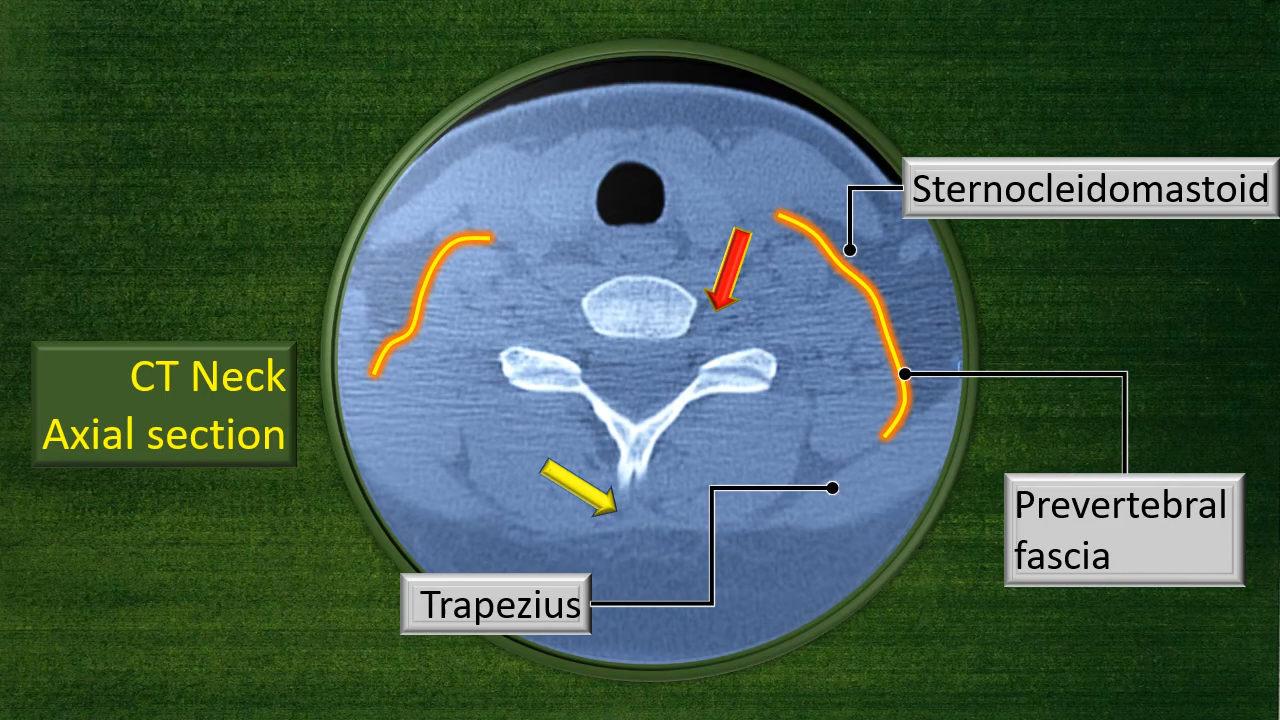 Sternocleidomastoid
CT Neck
Axial section
Prevertebral
fascia
Trapezius